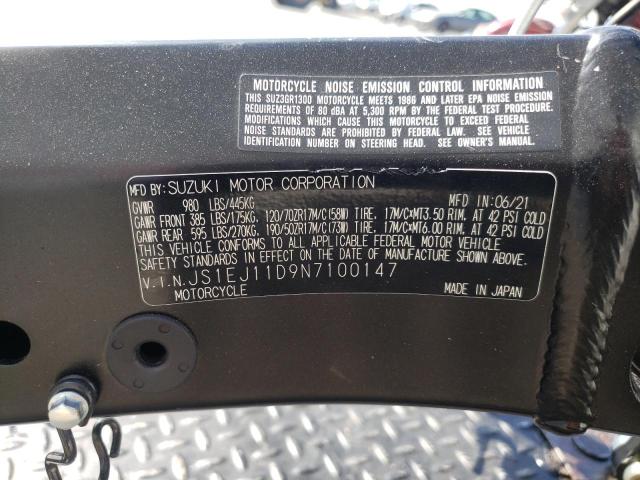 MOTORCYCLE NOISE EMISSION CONTROL INFORMATION
THIS SUZ3GR1300 MOTORCYCLE MEETS 1986 AND LATER EPA NOISE EMISSION
REQUIREMENTS OF 80 dBA AT 5,300 RPM BY THE FEDERAL TEST PROCEDURE.
MODIFICATIONS WHICH CAUSE THIS MOTORCYCLE TO EXCEED FEDERAL
NOISE STANDARDS ARE PROHIBITED BY FEDERAL LAW. SEE VEHICLE
IDENTIFICATION NUMBER ON STEERING HEAD. SEE OWNER'S MANUAL.
MFD BY: SUZUKI MOTOR CORPORATION MFD IN: 06/21
GVWR 980 LBS/445KG
GAWR FRONT 385 LBS/175KG, 120/70ZR17M/C(58W) TIRE, 17M/C×MT3.50 RIM, AT 42 PSI COLD
GAWR REAR 595 LBS/270KG, 190/50ZR17M/C(73W) TIRE, 17M/C×MT6.00 RIM, AT 42 PSI COLD
THIS VEHICLE CONFORMS TO ALL APPLICABLE FEDERAL MOTOR VEHICLE
SAFETY STANDARDS IN EFFECT ON THE DATE OF MANUFACTURE SHOWN ABOVE.
V.I.N. JS1EJ11D9N7100147
MOTORCYCLE MADE IN JAPAN